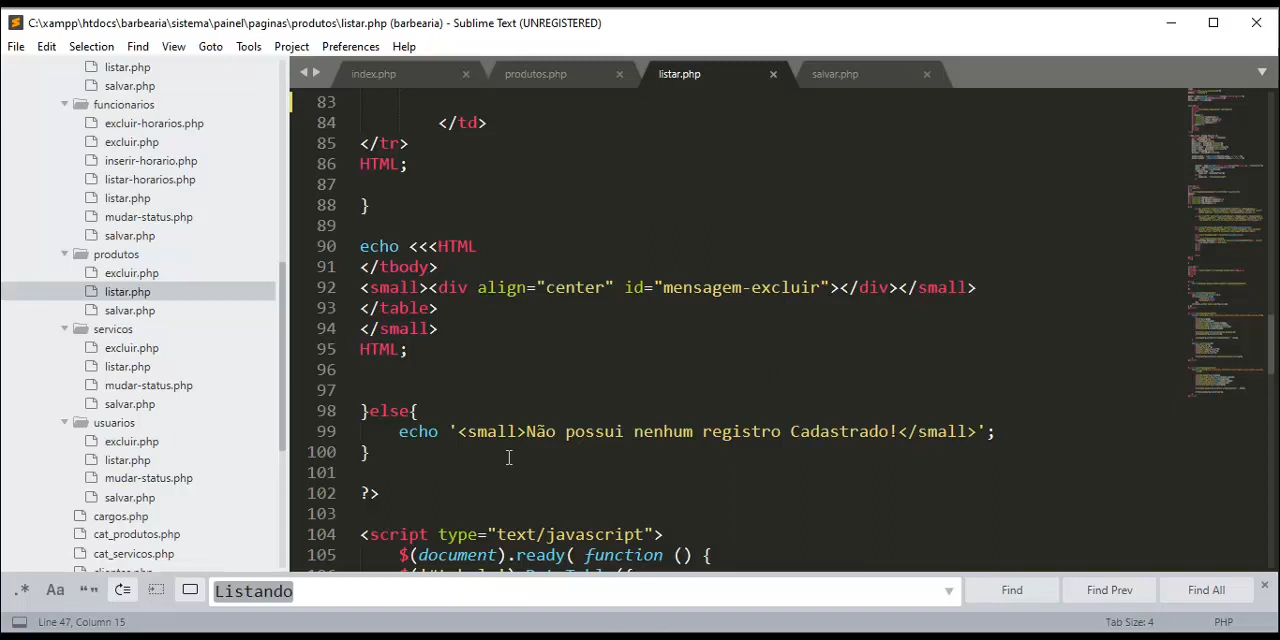 C:\xampp\htdocs\barbearia\sistema\painel\paginas\produtos\listar.php (barbearia) - Sublime Text (UNREGISTERED)
File Edit Selection Find View Goto Tools Project Preferences Help
listar.php
salvar.php
funcionarios
excluir-horarios.php
excluir.php
inserir-horario.php
listar-horarios.php
listar.php
mudar-status.php
salvar.php
produtos
excluir.php
listar.php
salvar.php
servicos
excluir.php
listar.php
mudar-status.php
salvar.php
usuarios
excluir.php
listar.php
mudar-status.php
salvar.php
cargos.php
cat_produtos.php
cat_servicos.php
index.php produtos.php listar.php salvar.php
83
84 </td>
85 </tr>
86 HTML;
87
88 }
89
90 echo <<<HTML
91 </tbody>
92 <small><div align="center" id="mensagem-excluir"></div></small>
93 </table>
94 </small>
95 HTML;
96
97
98 }else{
99 echo '<small>Não possui nenhum registro Cadastrado!</small>';
100 }
101
102 ?>
103
104 <script type="text/javascript">
105 $(document).ready( function () {
.* Aa “” Listando Find Find Prev Find All
Line 47, Column 15 Tab Size: 4 PHP